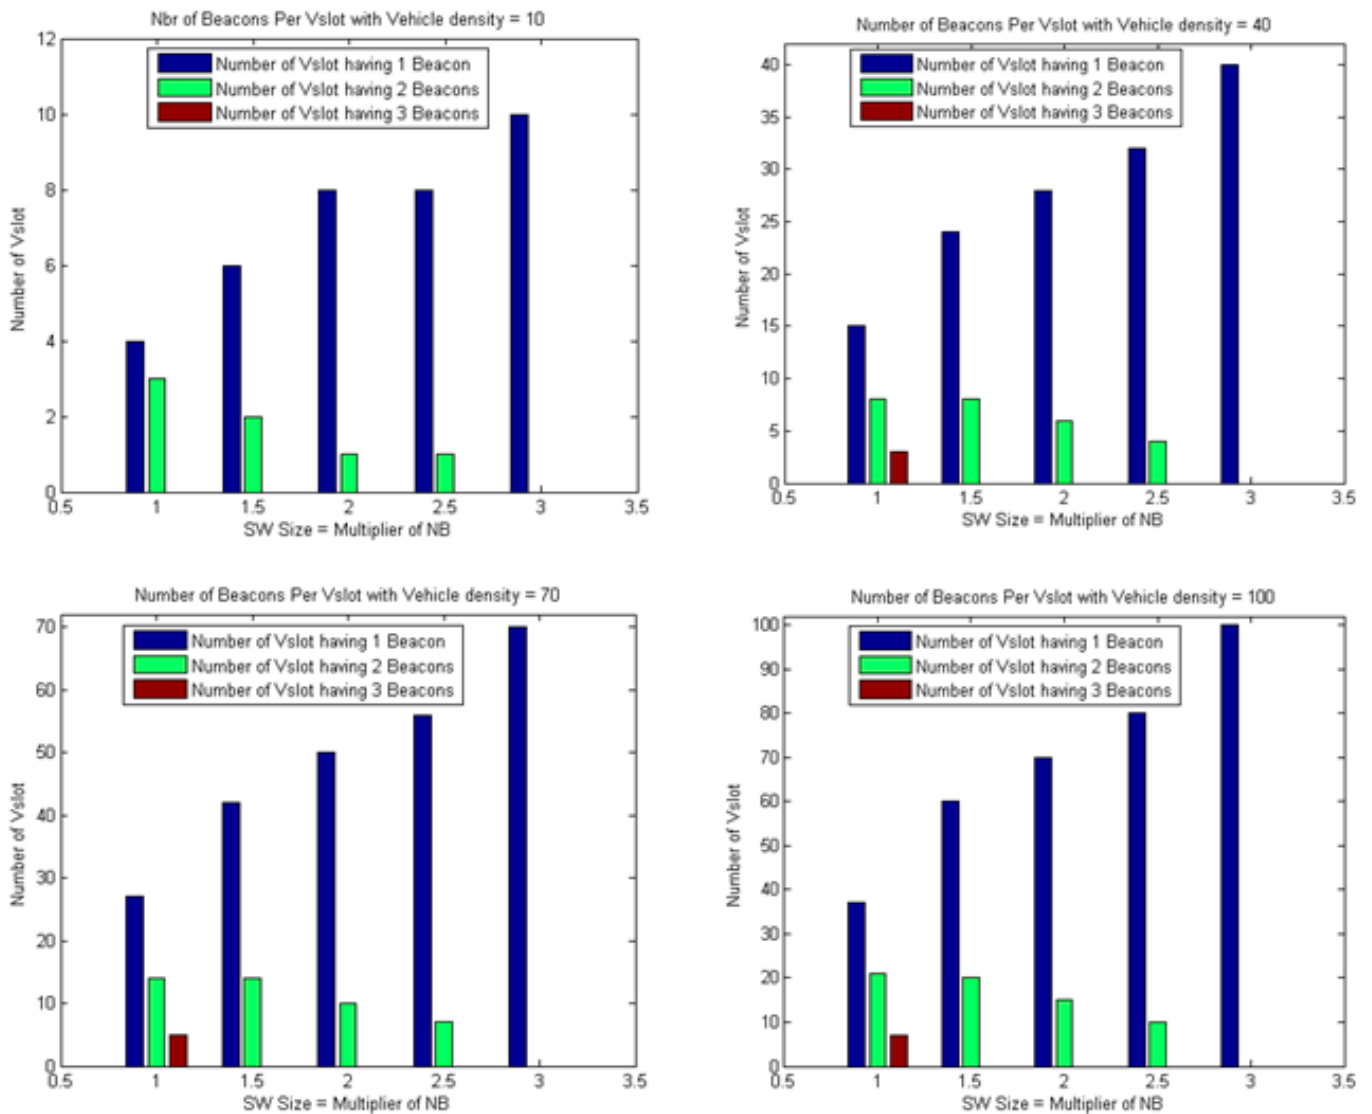 Nbr of Beacons Per Vslot with Vehicle density = 10
Number of Vslot having 1 Beacon
Number of Vslot having 2 Beacons
Number of Vslot having 3 Beacons
Number of Vslot
12
10
8
6
4
2
0
0.5 1 1.5 2 2.5 3 3.5
SW Size = Multiplier of NB
Number of Beacons Per Vslot with Vehicle density = 40
Number of Vslot having 1 Beacon
Number of Vslot having 2 Beacons
Number of Vslot having 3 Beacons
Number of Vslot
40
35
30
25
20
15
10
5
0
0.5 1 1.5 2 2.5 3 3.5
SW Size = Multiplier of NB
Number of Beacons Per Vslot with Vehicle density = 70
Number of Vslot having 1 Beacon
Number of Vslot having 2 Beacons
Number of Vslot having 3 Beacons
Number of Vslot
70
60
50
40
30
20
10
0
0.5 1 1.5 2 2.5 3 3.5
SW Size = Multiplier of NB
Number of Beacons Per Vslot with Vehicle density = 100
Number of Vslot having 1 Beacon
Number of Vslot having 2 Beacons
Number of Vslot having 3 Beacons
Number of Vslot
100
90
80
70
60
50
40
30
20
10
0
0.5 1 1.5 2 2.5 3 3.5
SW Size = Multiplier of NB